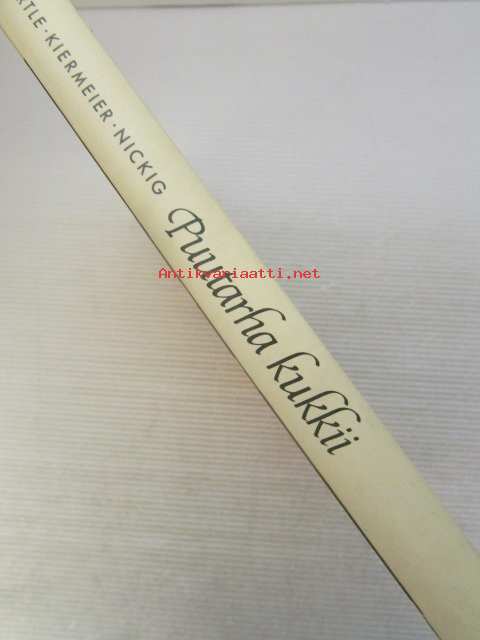 KIERMEIER · NICKIG
Puutarha kukkii
Antikvariaatti.net